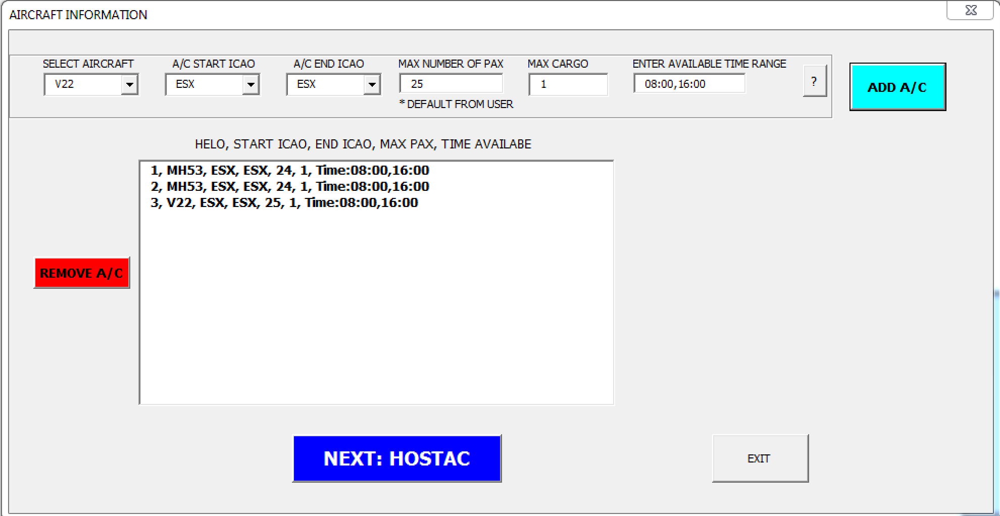 AIRCRAFT INFORMATION
SELECT AIRCRAFT A/C START ICAO A/C END ICAO MAX NUMBER OF PAX MAX CARGO ENTER AVAILABLE TIME RANGE
V22 ESX ESX 25 1 08:00,16:00 ? ADD A/C
* DEFAULT FROM USER
HELO, START ICAO, END ICAO, MAX PAX, TIME AVAILABE
1, MH53, ESX, ESX, 24, 1, Time:08:00,16:00
2, MH53, ESX, ESX, 24, 1, Time:08:00,16:00
3, V22, ESX, ESX, 25, 1, Time:08:00,16:00
REMOVE A/C
NEXT: HOSTAC EXIT